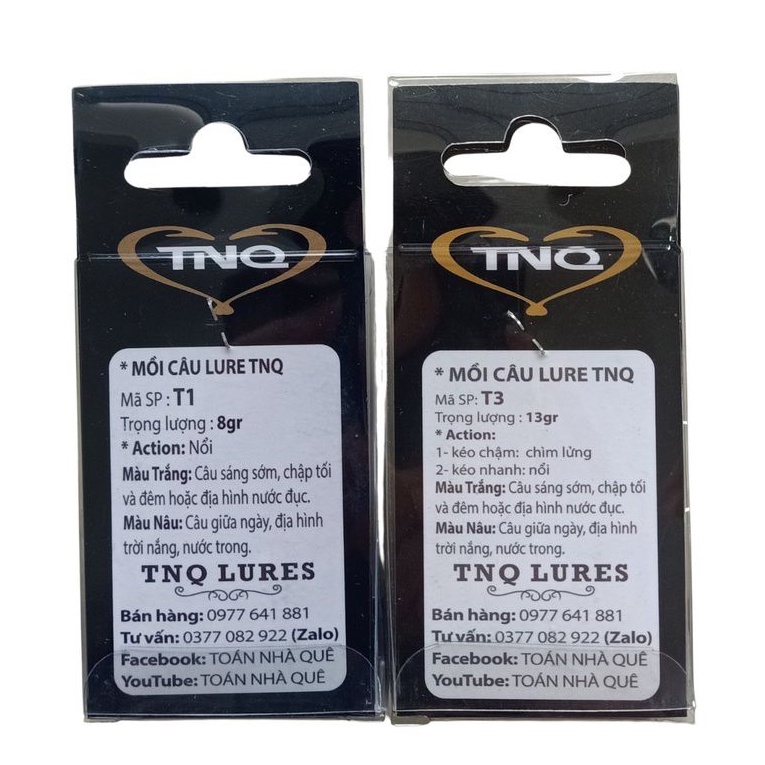 TNQ
* MỒI CÂU LURE TNQ
Mã SP : T1
Trọng lượng : 8gr
* Action: Nổi
Màu Trắng: Câu sáng sớm, chập tối
và đêm hoặc địa hình nước đục.
Màu Nâu: Câu giữa ngày, địa hình
trời nắng, nước trong.
TNQ LURES
Bán hàng: 0977 641 881
Tư vấn: 0377 082 922 (Zalo)
Facebook: TOÁN NHÀ QUÊ
YouTube: TOÁN NHÀ QUÊ
TNQ
* MỒI CÂU LURE TNQ
Mã SP : T3
Trọng lượng : 13gr
* Action:
1- kéo chậm: chìm lửng
2- kéo nhanh: nổi
Màu Trắng: Câu sáng sớm, chập tối
và đêm hoặc địa hình nước đục.
Màu Nâu: Câu giữa ngày, địa hình
trời nắng, nước trong.
TNQ LURES
Bán hàng: 0977 641 881
Tư vấn: 0377 082 922 (Zalo)
Facebook: TOÁN NHÀ QUÊ
YouTube: TOÁN NHÀ QUÊ